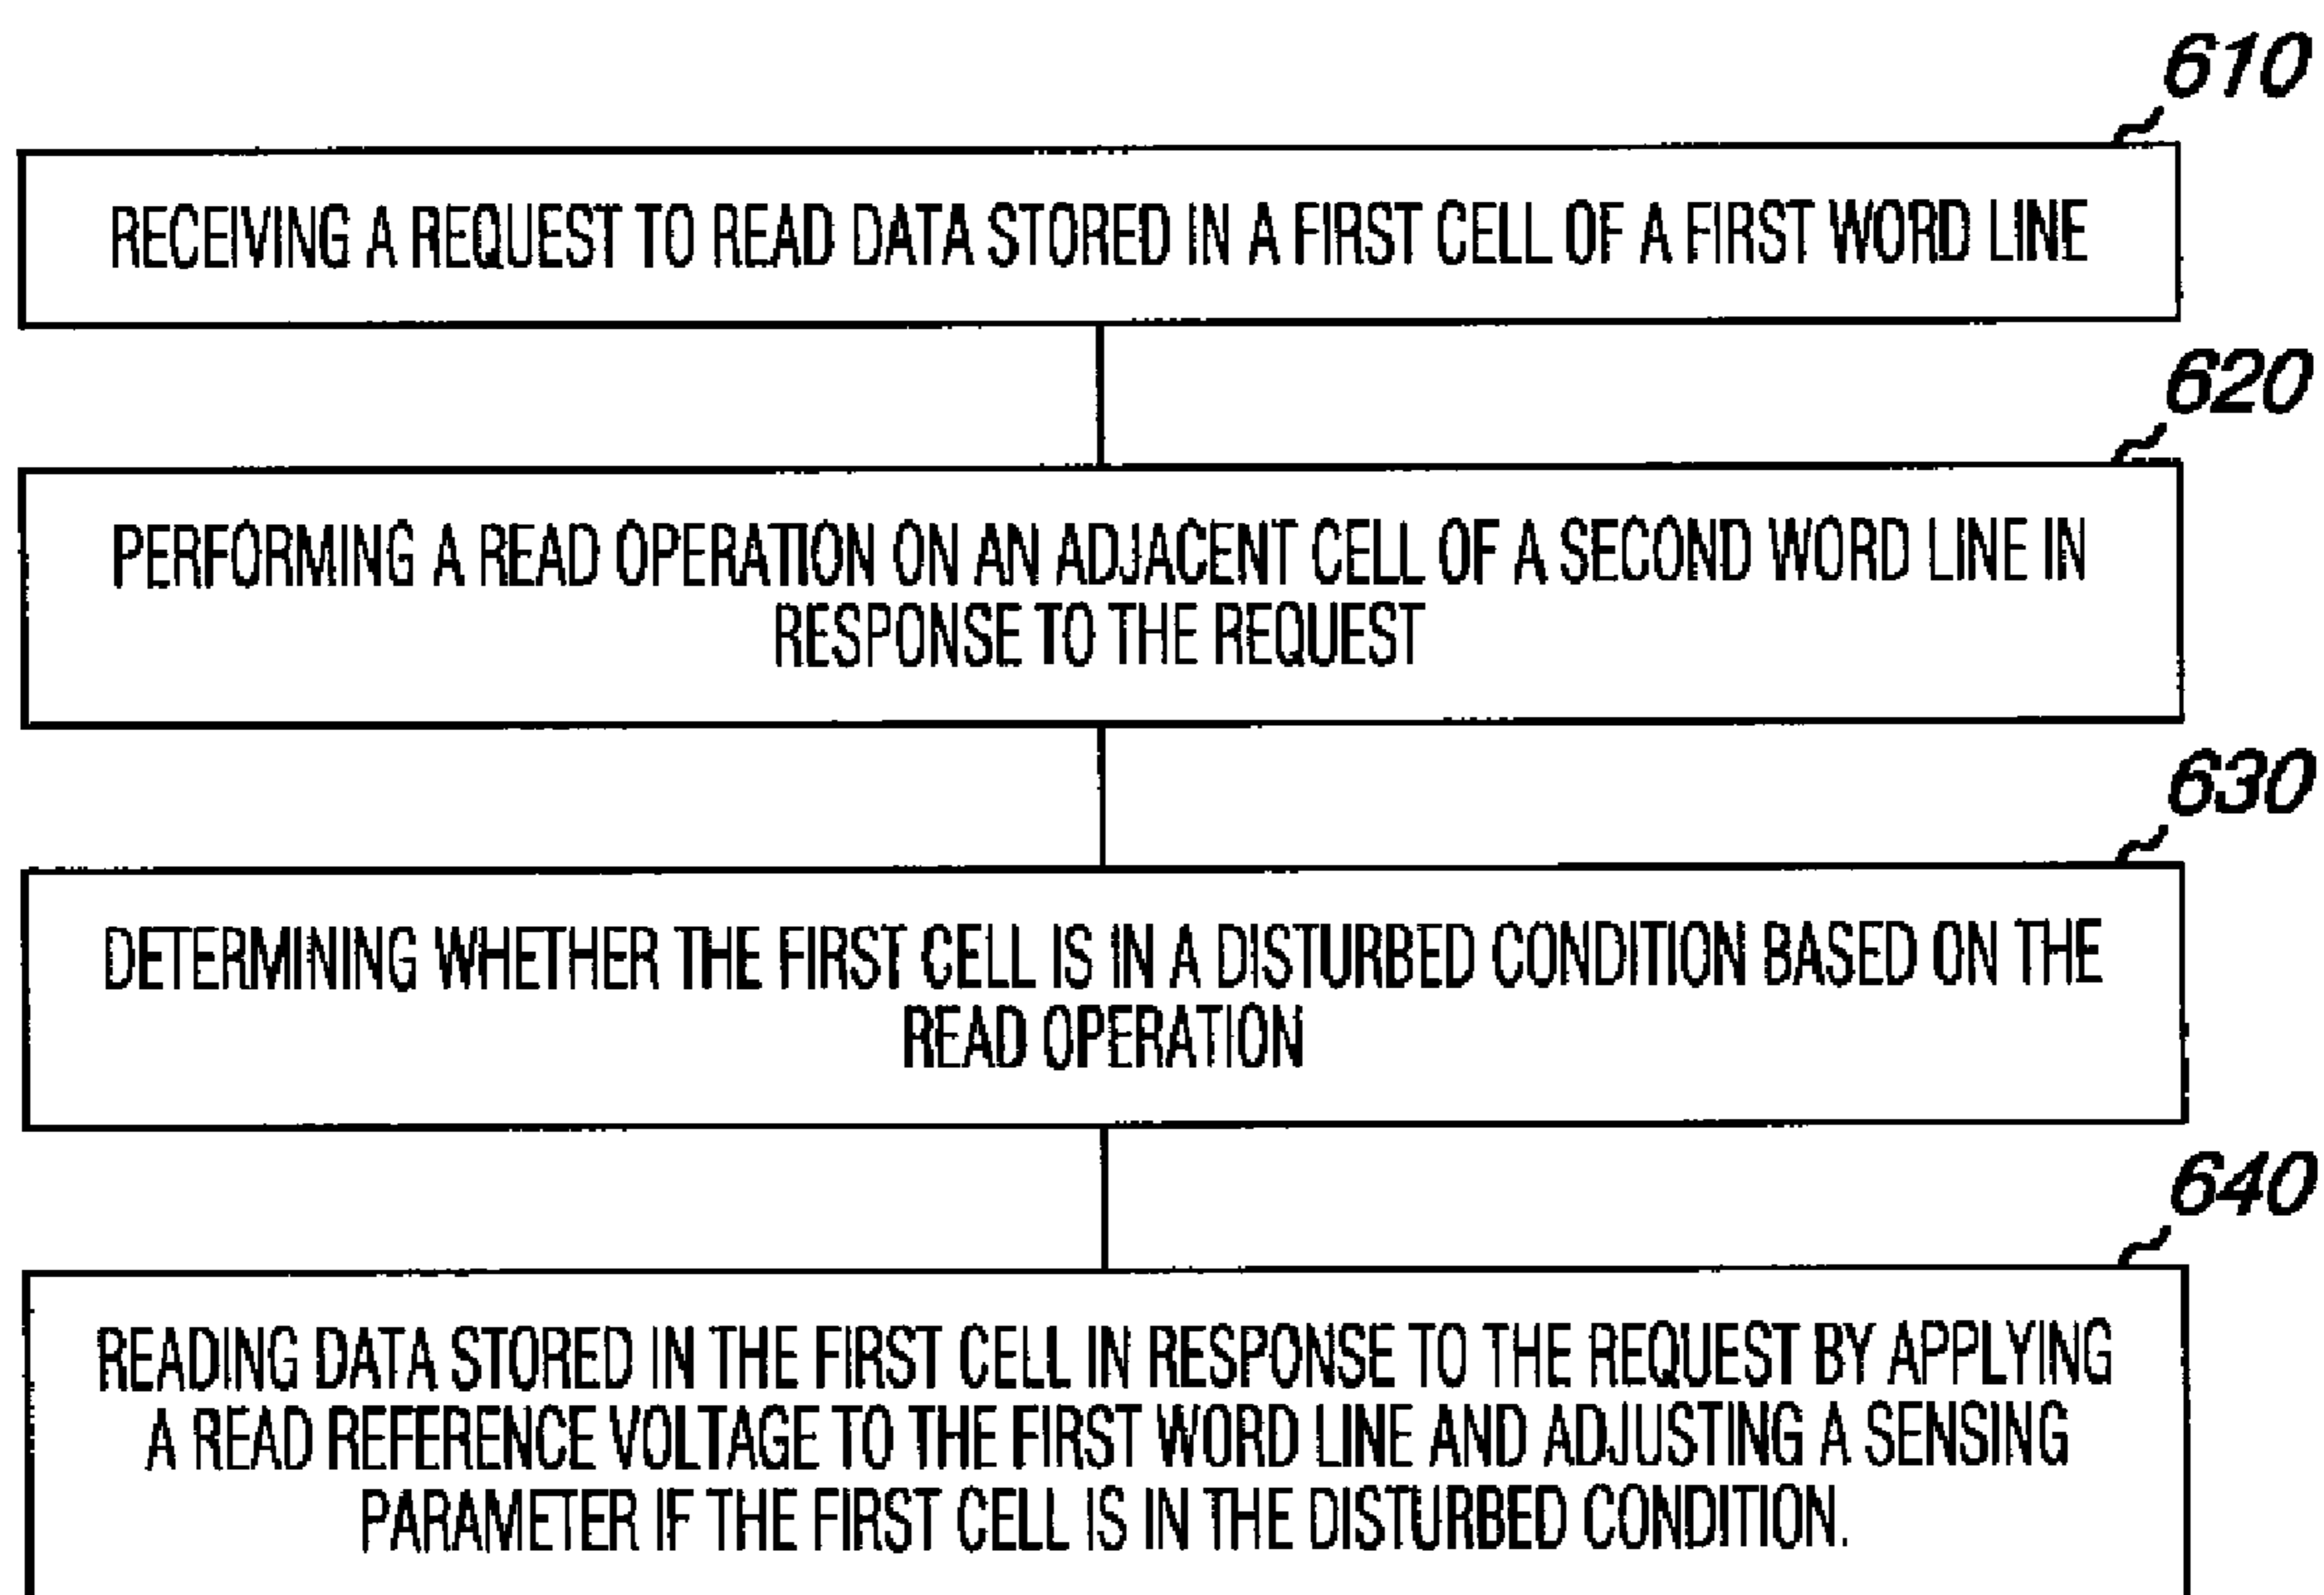 610
RECEIVING A REQUEST TO READ DATA STORED IN A FIRST CELL OF A FIRST WORD LINE
620
PERFORMING A READ OPERATION ON AN ADJACENT CELL OF A SECOND WORD LINE IN
RESPONSE TO THE REQUEST
630
DETERMINING WHETHER THE FIRST CELL IS IN A DISTURBED CONDITION BASED ON THE
READ OPERATION
640
READING DATA STORED IN THE FIRST CELL IN RESPONSE TO THE REQUEST BY APPLYING
A READ REFERENCE VOLTAGE TO THE FIRST WORD LINE AND ADJUSTING A SENSING
PARAMETER IF THE FIRST CELL IS IN THE DISTURBED CONDITION.